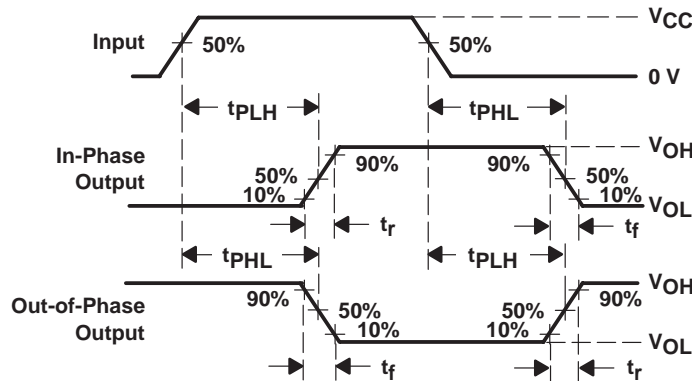 VCC
Input
50%
50%
0 V
tPLH
tPHL
In-Phase
Output
VOH
90%
90%
50%
50%
10%
10%
VOL
tr
tf
tPHL
tPLH
Out-of-Phase
Output
VOH
90%
90%
50%
50%
10%
10%
VOL
tf
tr